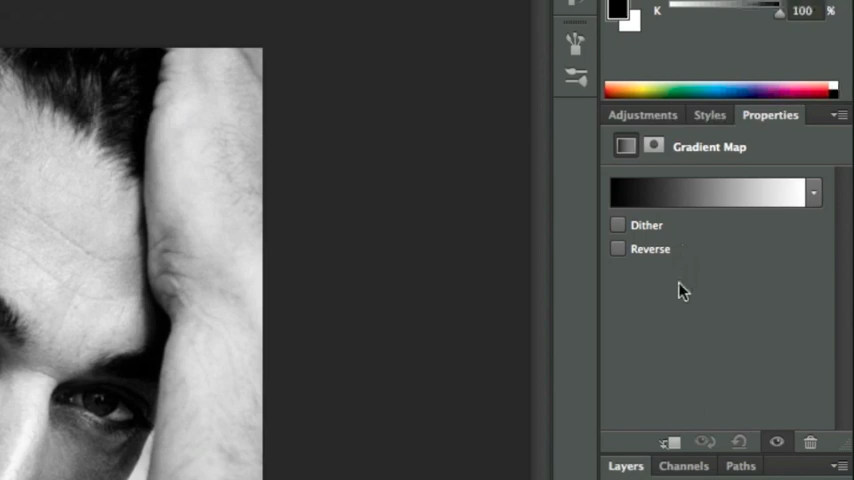 K 100 %
Adjustments Styles Properties
Gradient Map
Dither
Reverse
Layers Channels Paths